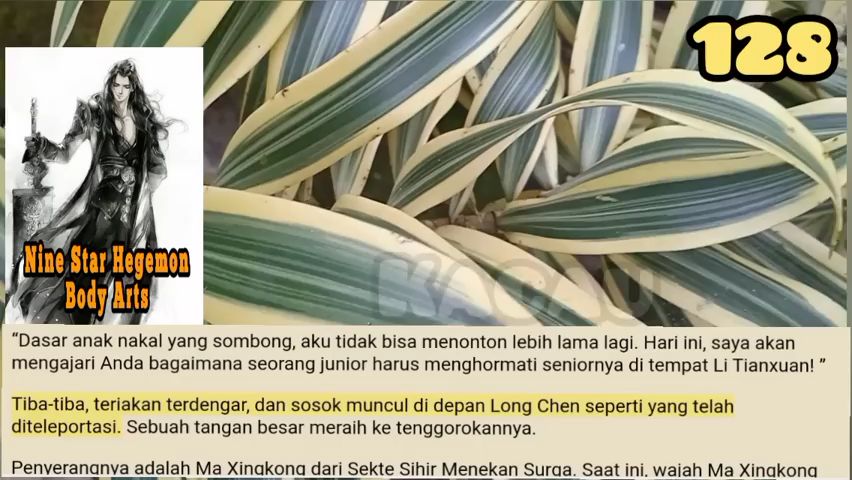 128
Nine Star Hegemon
Body Arts
KAGAU
“Dasar anak nakal yang sombong, aku tidak bisa menonton lebih lama lagi. Hari ini, saya akan
mengajari Anda bagaimana seorang junior harus menghormati seniornya di tempat Li Tianxuan! ”
Tiba-tiba, teriakan terdengar, dan sosok muncul di depan Long Chen seperti yang telah
diteleportasi. Sebuah tangan besar meraih ke tenggorokannya.
Penyerangnya adalah Ma Xingkong dari Sekte Sihir Menekan Surga. Saat ini, wajah Ma Xingkong